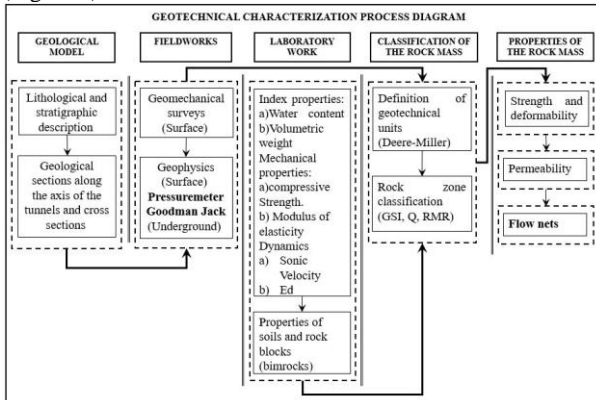 GEOTECHNICAL CHARACTERIZATION PROCESS DIAGRAM
GEOLOGICAL
MODEL
Lithological and
stratigraphic
description
Geological
sections along
the axis of the
tunnels and cross
sections
FIELDWORKS
Geomechanical
surveys
(Surface)
Geophysics
(Surface)
Pressuremeter
Goodman Jack
(Underground)
LABORATORY
WORK
Index properties:
a)Water content
b)Volumetric
weight
Mechanical
properties:
a)compressive
Strength.
b) Modulus of
elasticity
Dynamics
a) Sonic
Velocity
b) Ed
Properties of
soils and rock
blocks
(bimrocks)
CLASSIFICATION
OF THE ROCK MASS
Definition of
geotechnical
units
(Deere-Miller)
Rock zone
classification
(GSI, Q, RMR)
PROPERTIES OF
THE ROCK MASS
Strength and
deformability
Permeability
Flow nets